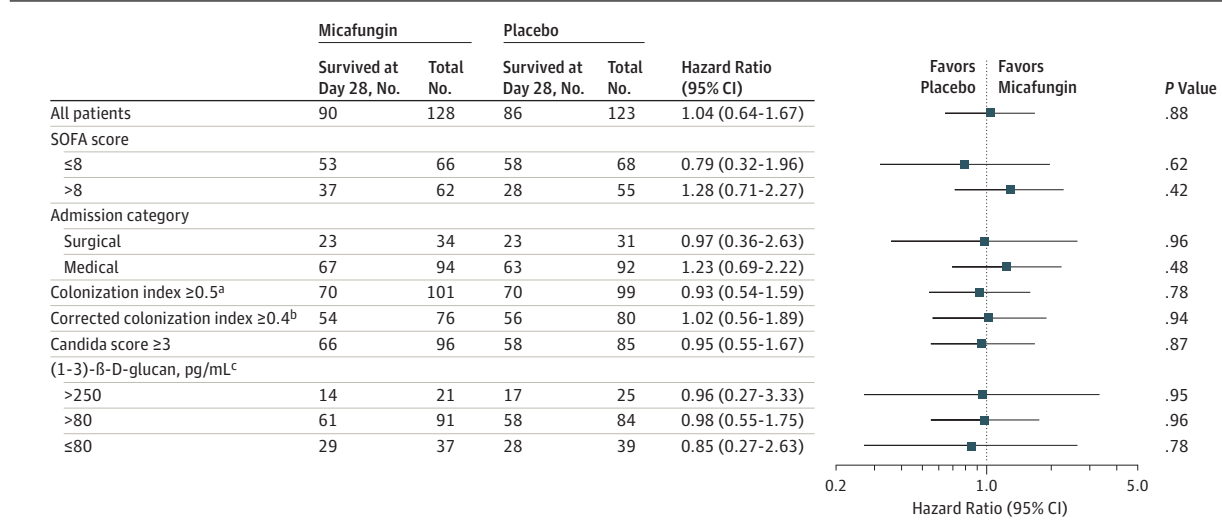 Micafungin Placebo
Survived at Day 28, No. Total No. Survived at Day 28, No. Total No. Hazard Ratio (95% CI) Favors Placebo Favors Micafungin P Value
All patients 90 128 86 123 1.04 (0.64-1.67) .88
SOFA score
≤8 53 66 58 68 0.79 (0.32-1.96) .62
>8 37 62 28 55 1.28 (0.71-2.27) .42
Admission category
Surgical 23 34 23 31 0.97 (0.36-2.63) .96
Medical 67 94 63 92 1.23 (0.69-2.22) .48
Colonization index ≥0.5a 70 101 70 99 0.93 (0.54-1.59) .78
Corrected colonization index ≥0.4b 54 76 56 80 1.02 (0.56-1.89) .94
Candida score ≥3 66 96 58 85 0.95 (0.55-1.67) .87
(1-3)-ß-D-glucan, pg/mLc
>250 14 21 17 25 0.96 (0.27-3.33) .95
>80 61 91 58 84 0.98 (0.55-1.75) .96
≤80 29 37 28 39 0.85 (0.27-2.63) .78
0.2 1.0 5.0
Hazard Ratio (95% CI)